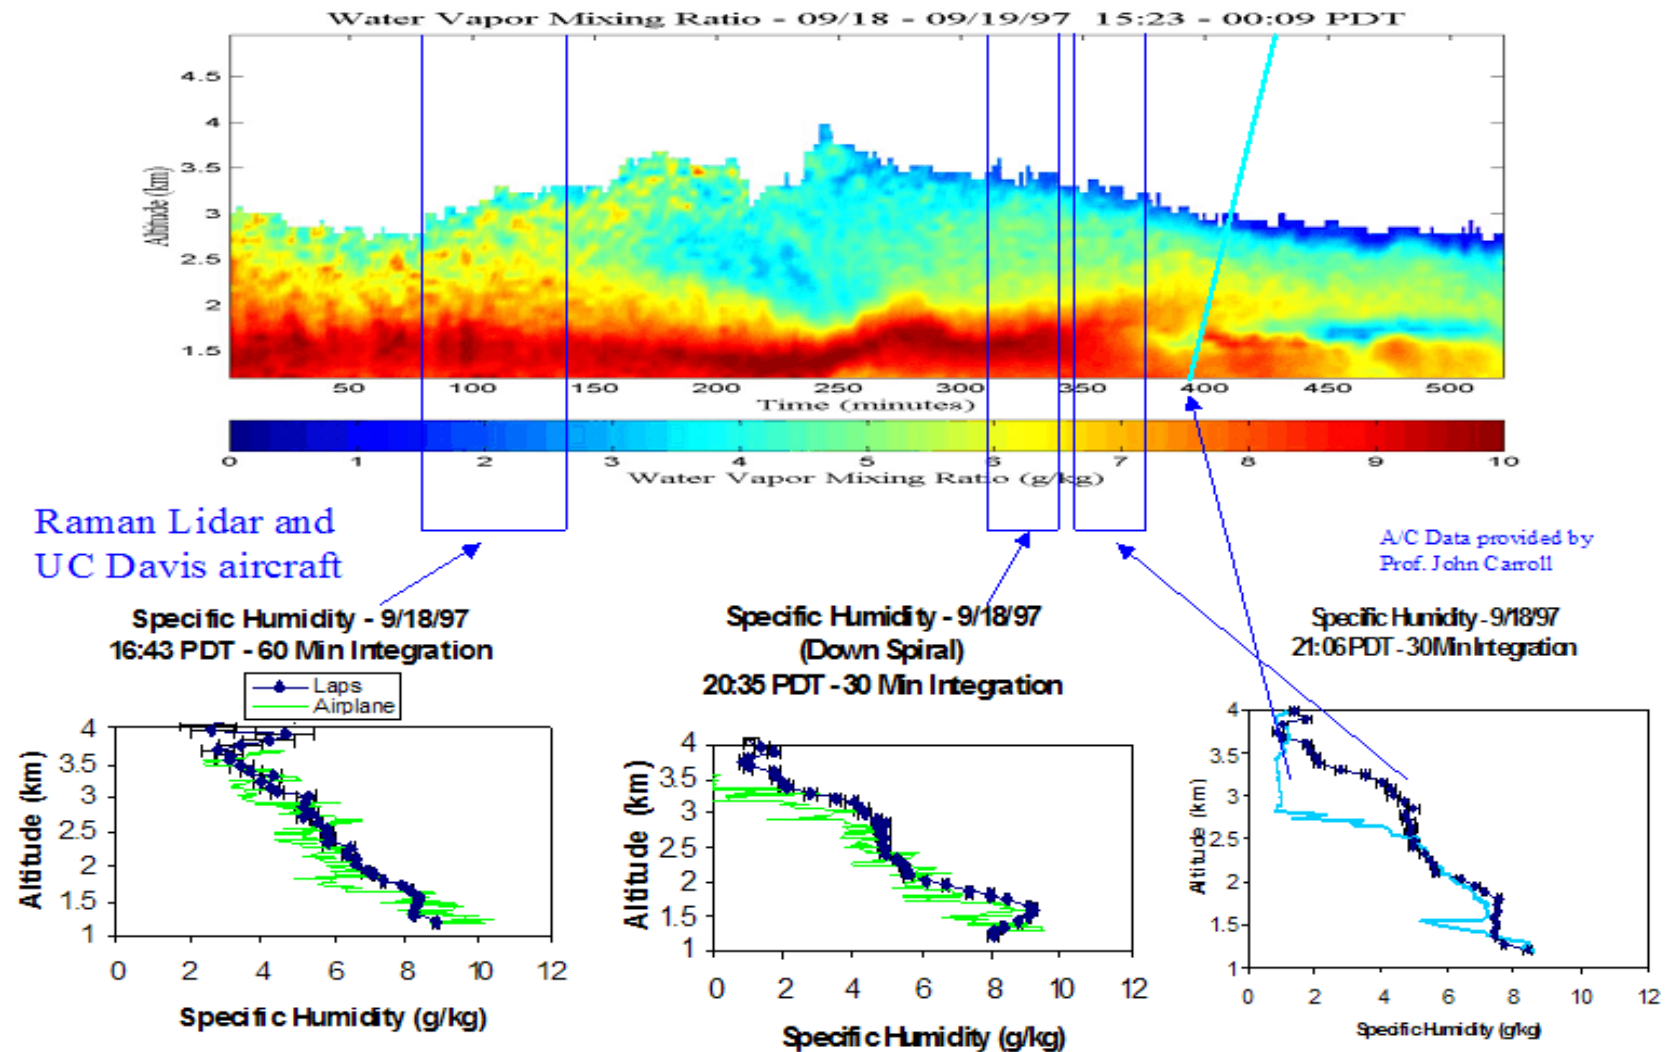 Water Vapor Mixing Ratio - 09/18 - 09/19/97 15:23 - 00:09 PDT
4.5
4
3.5
3
2.5
2
1.5
Altitude (km)
50 100 150 200 250 300 350 400 450 500
Time (minutes)
0 1 2 3 4 5 6 7 8 9 10
Water Vapor Mixing Ratio (g/kg)
Raman Lidar and
UC Davis aircraft
A/C Data provided by
Prof. John Carroll
Specific Humidity - 9/18/97
16:43 PDT - 60 Min Integration
Laps
Airplane
4
3.5
3
2.5
2
1.5
1
Altitude (km)
0 2 4 6 8 10 12
Specific Humidity (g/kg)
Specific Humidity - 9/18/97
(Down Spiral)
20:35 PDT - 30 Min Integration
4
3.5
3
2.5
2
1.5
1
Altitude (km)
0 2 4 6 8 10 12
Specific Humidity (g/kg)
Specific Humidity - 9/18/97
21:06 PDT - 30 Min Integration
4
3.5
3
2.5
2
1.5
1
Altitude (km)
0 2 4 6 8 10 12
Specific Humidity (g/kg)